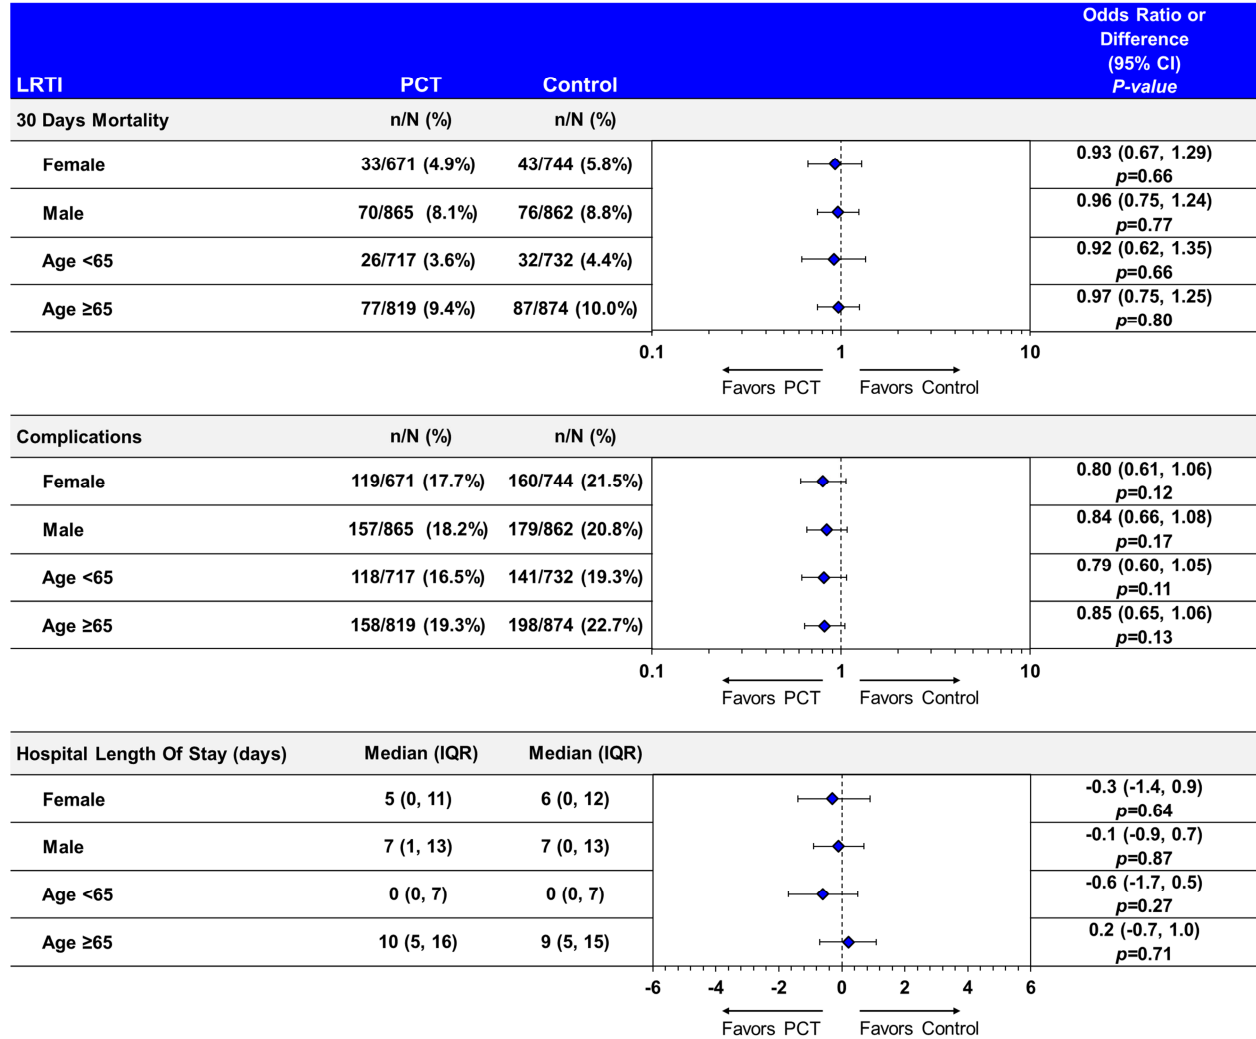 Odds Ratio or
Difference
(95% CI)
LRTI PCT Control P-value
30 Days Mortality n/N (%) n/N (%)
Female 33/671 (4.9%) 43/744 (5.8%) 0.93 (0.67, 1.29)
p=0.66
Male 70/865 (8.1%) 76/862 (8.8%) 0.96 (0.75, 1.24)
p=0.77
Age <65 26/717 (3.6%) 32/732 (4.4%) 0.92 (0.62, 1.35)
p=0.66
Age ≥65 77/819 (9.4%) 87/874 (10.0%) 0.97 (0.75, 1.25)
p=0.80
0.1 1 10
Favors PCT Favors Control
Complications n/N (%) n/N (%)
Female 119/671 (17.7%) 160/744 (21.5%) 0.80 (0.61, 1.06)
p=0.12
Male 157/865 (18.2%) 179/862 (20.8%) 0.84 (0.66, 1.08)
p=0.17
Age <65 118/717 (16.5%) 141/732 (19.3%) 0.79 (0.60, 1.05)
p=0.11
Age ≥65 158/819 (19.3%) 198/874 (22.7%) 0.85 (0.65, 1.06)
p=0.13
0.1 1 10
Favors PCT Favors Control
Hospital Length Of Stay (days) Median (IQR) Median (IQR)
Female 5 (0, 11) 6 (0, 12) -0.3 (-1.4, 0.9)
p=0.64
Male 7 (1, 13) 7 (0, 13) -0.1 (-0.9, 0.7)
p=0.87
Age <65 0 (0, 7) 0 (0, 7) -0.6 (-1.7, 0.5)
p=0.27
Age ≥65 10 (5, 16) 9 (5, 15) 0.2 (-0.7, 1.0)
p=0.71
-6 -4 -2 0 2 4 6
Favors PCT Favors Control